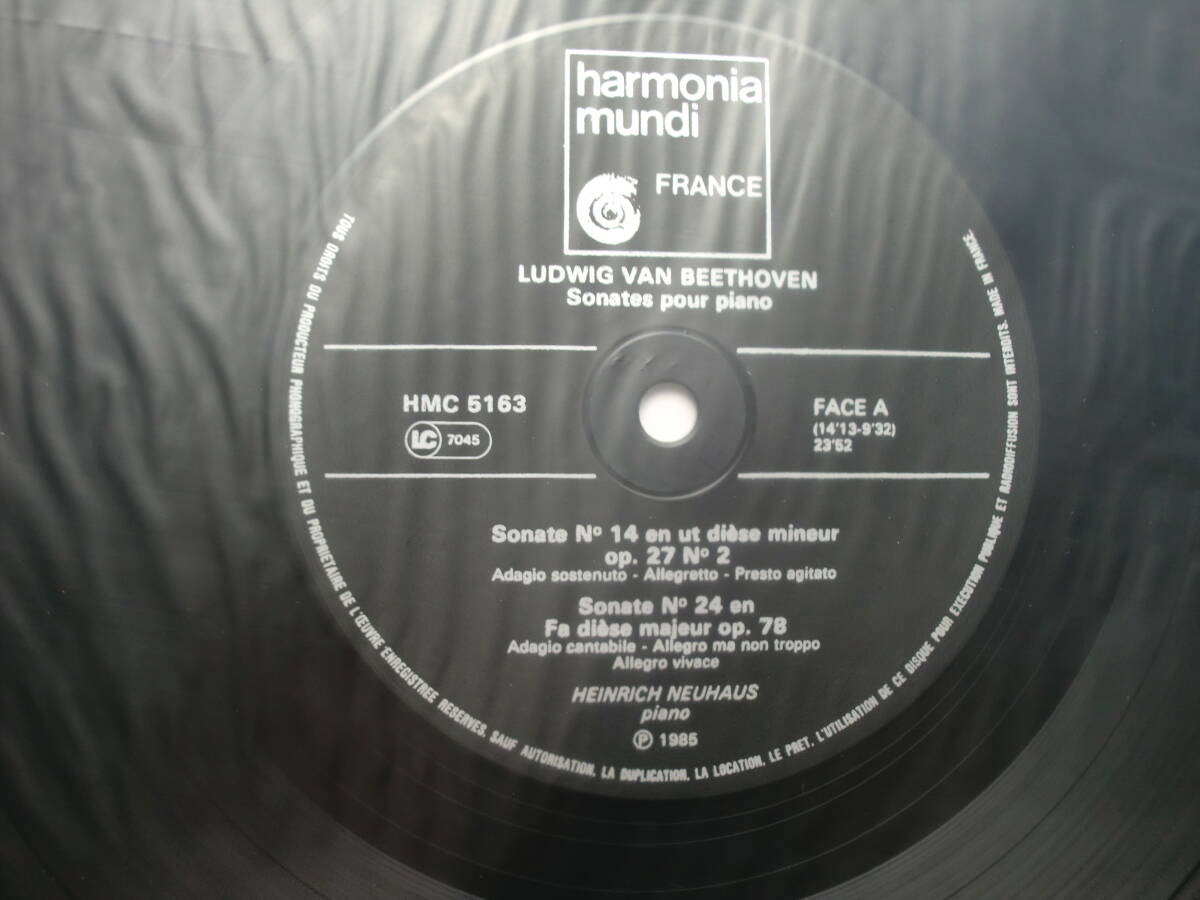 harmonia
mundi
FRANCE
LUDWIG VAN BEETHOVEN
Sonates pour piano
HMC 5163
LC 7045
FACE A
(14'13-9'32)
23'52
Sonate Nº 14 en ut dièse mineur
op. 27 Nº 2
Adagio sostenuto - Allegretto - Presto agitato
Sonate Nº 24 en
Fa dièse majeur op. 78
Adagio cantabile - Allegro ma non troppo
Allegro vivace
HEINRICH NEUHAUS
piano
℗ 1985
TOUS DROITS DU PRODUCTEUR PHONOGRAPHIQUE ET DU PROPRIETAIRE DE L'ŒUVRE ENREGISTREE RESERVES. SAUF AUTORISATION, LA DUPLICATION, LA LOCATION, LE PRET, L'UTILISATION DE CE DISQUE POUR EXECUTION PUBLIQUE ET RADIODIFFUSION SONT INTERDITS. MADE IN FRANCE.